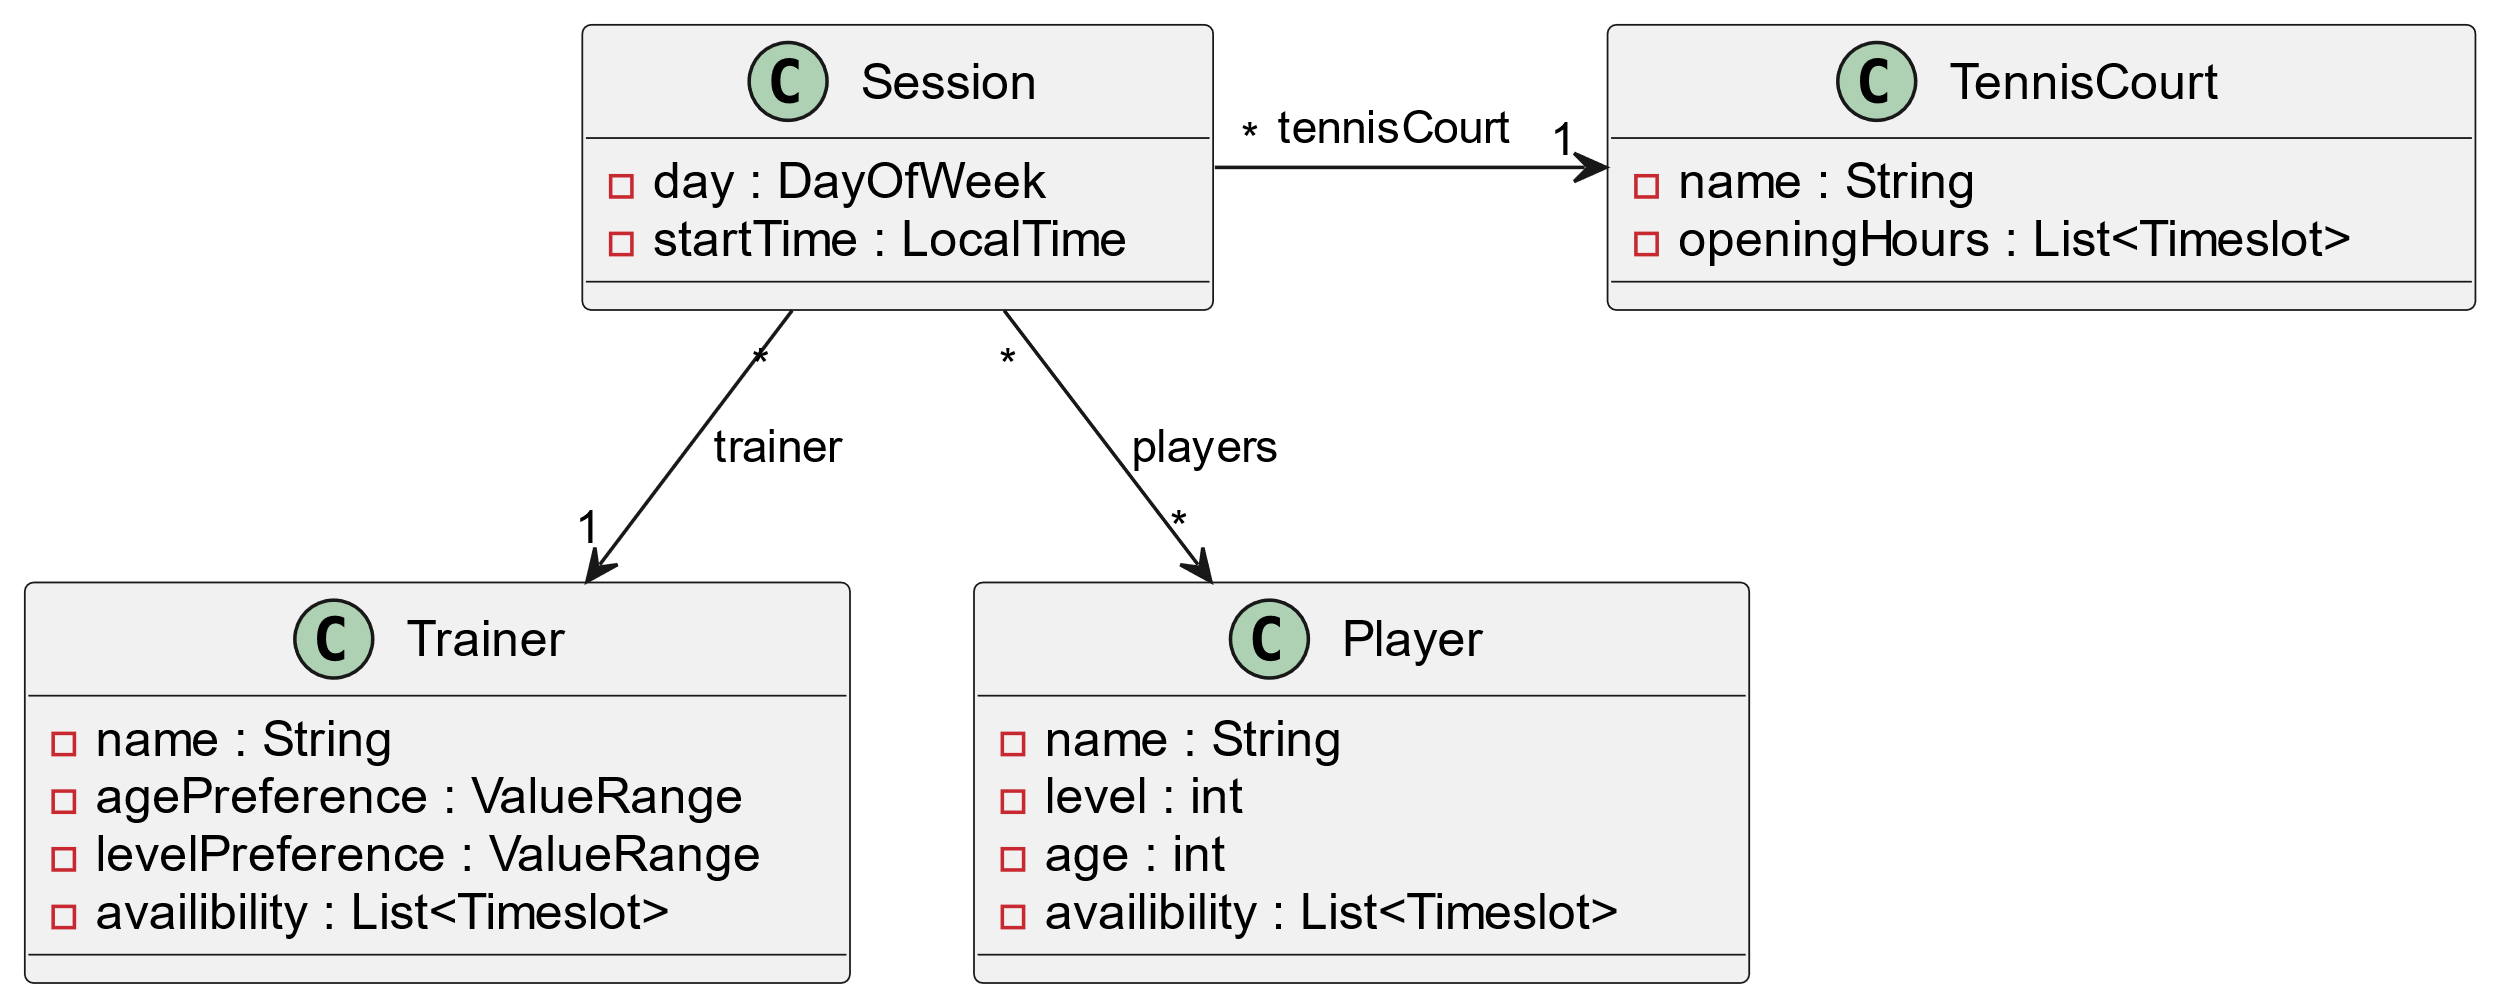 C Session
day : DayOfWeek
startTime : LocalTime
* tennisCourt 1
C TennisCourt
name : String
openingHours : List<Timeslot>
*
trainer
1
*
players
*
C Trainer
name : String
agePreference : ValueRange
levelPreference : ValueRange
availibility : List<Timeslot>
C Player
name : String
level : int
age : int
availibility : List<Timeslot>